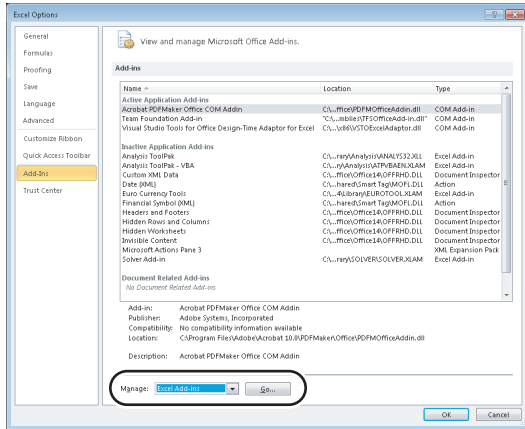 Excel Options
General
Formulas
Proofing
Save
Language
Advanced
Customize Ribbon
Quick Access Toolbar
Add-Ins
Trust Center
View and manage Microsoft Office Add-ins.
Add-ins
Name Location Type
Active Application Add-ins
Acrobat PDFMaker Office COM Addin C:\...ffice\PDFMOfficeAddin.dll COM Add-in
Team Foundation Add-in "C:\...mblies\TFSOfficeAdd-in.dll" COM Add-in
Visual Studio Tools for Office Design-Time Adaptor for Excel C:\...\x86\VSTOExcelAdaptor.dll COM Add-in
Inactive Application Add-ins
Analysis ToolPak C:\...rary\Analysis\ANALYS32.XLL Excel Add-in
Analysis ToolPak - VBA C:\...ry\Analysis\ATPVBAEN.XLAM Excel Add-in
Custom XML Data C:\...ffice\Office14\OFFRHD.DLL Document Inspector
Date (XML) C:\...hared\Smart Tag\MOFL.DLL Action
Euro Currency Tools C:\...4\Library\EUROTOOL.XLAM Excel Add-in
Financial Symbol (XML) C:\...hared\Smart Tag\MOFL.DLL Action
Headers and Footers C:\...ffice\Office14\OFFRHD.DLL Document Inspector
Hidden Rows and Columns C:\...ffice\Office14\OFFRHD.DLL Document Inspector
Hidden Worksheets C:\...ffice\Office14\OFFRHD.DLL Document Inspector
Invisible Content C:\...ffice\Office14\OFFRHD.DLL Document Inspector
Microsoft Actions Pane 3 XML Expansion Pack
Solver Add-in C:\...rary\SOLVER\SOLVER.XLAM Excel Add-in
Document Related Add-ins
No Document Related Add-ins
Add-in: Acrobat PDFMaker Office COM Addin
Publisher: Adobe Systems, Incorporated
Compatibility: No compatibility information available
Location: C:\Program Files\Adobe\Acrobat 10.0\PDFMaker\Office\PDFMOfficeAddin.dll
Description: Acrobat PDFMaker Office COM Addin
Manage: Excel Add-ins Go...
OK Cancel